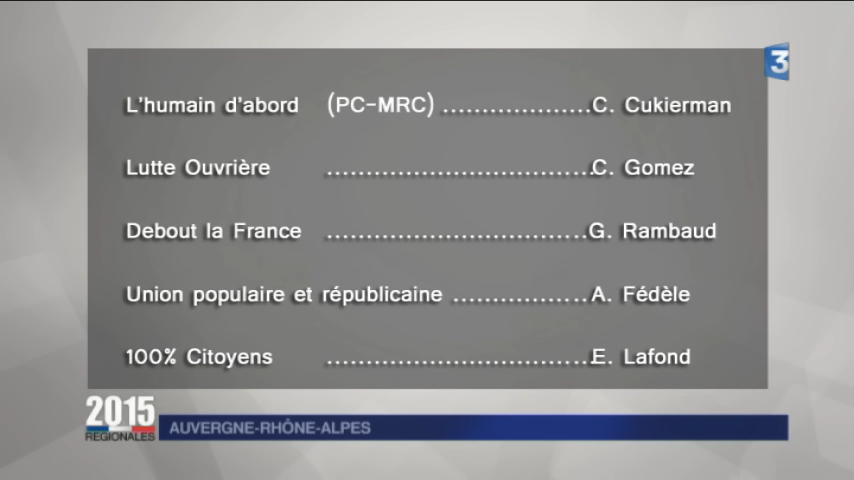 3
L'humain d'abord (PC-MRC) ...................C. Cukierman
Lutte Ouvrière ..................................C. Gomez
Debout la France .................................G. Rambaud
Union populaire et républicaine .................A. Fédèle
100% Citoyens ..................................E. Lafond
2015
REGIONALES
AUVERGNE-RHÔNE-ALPES